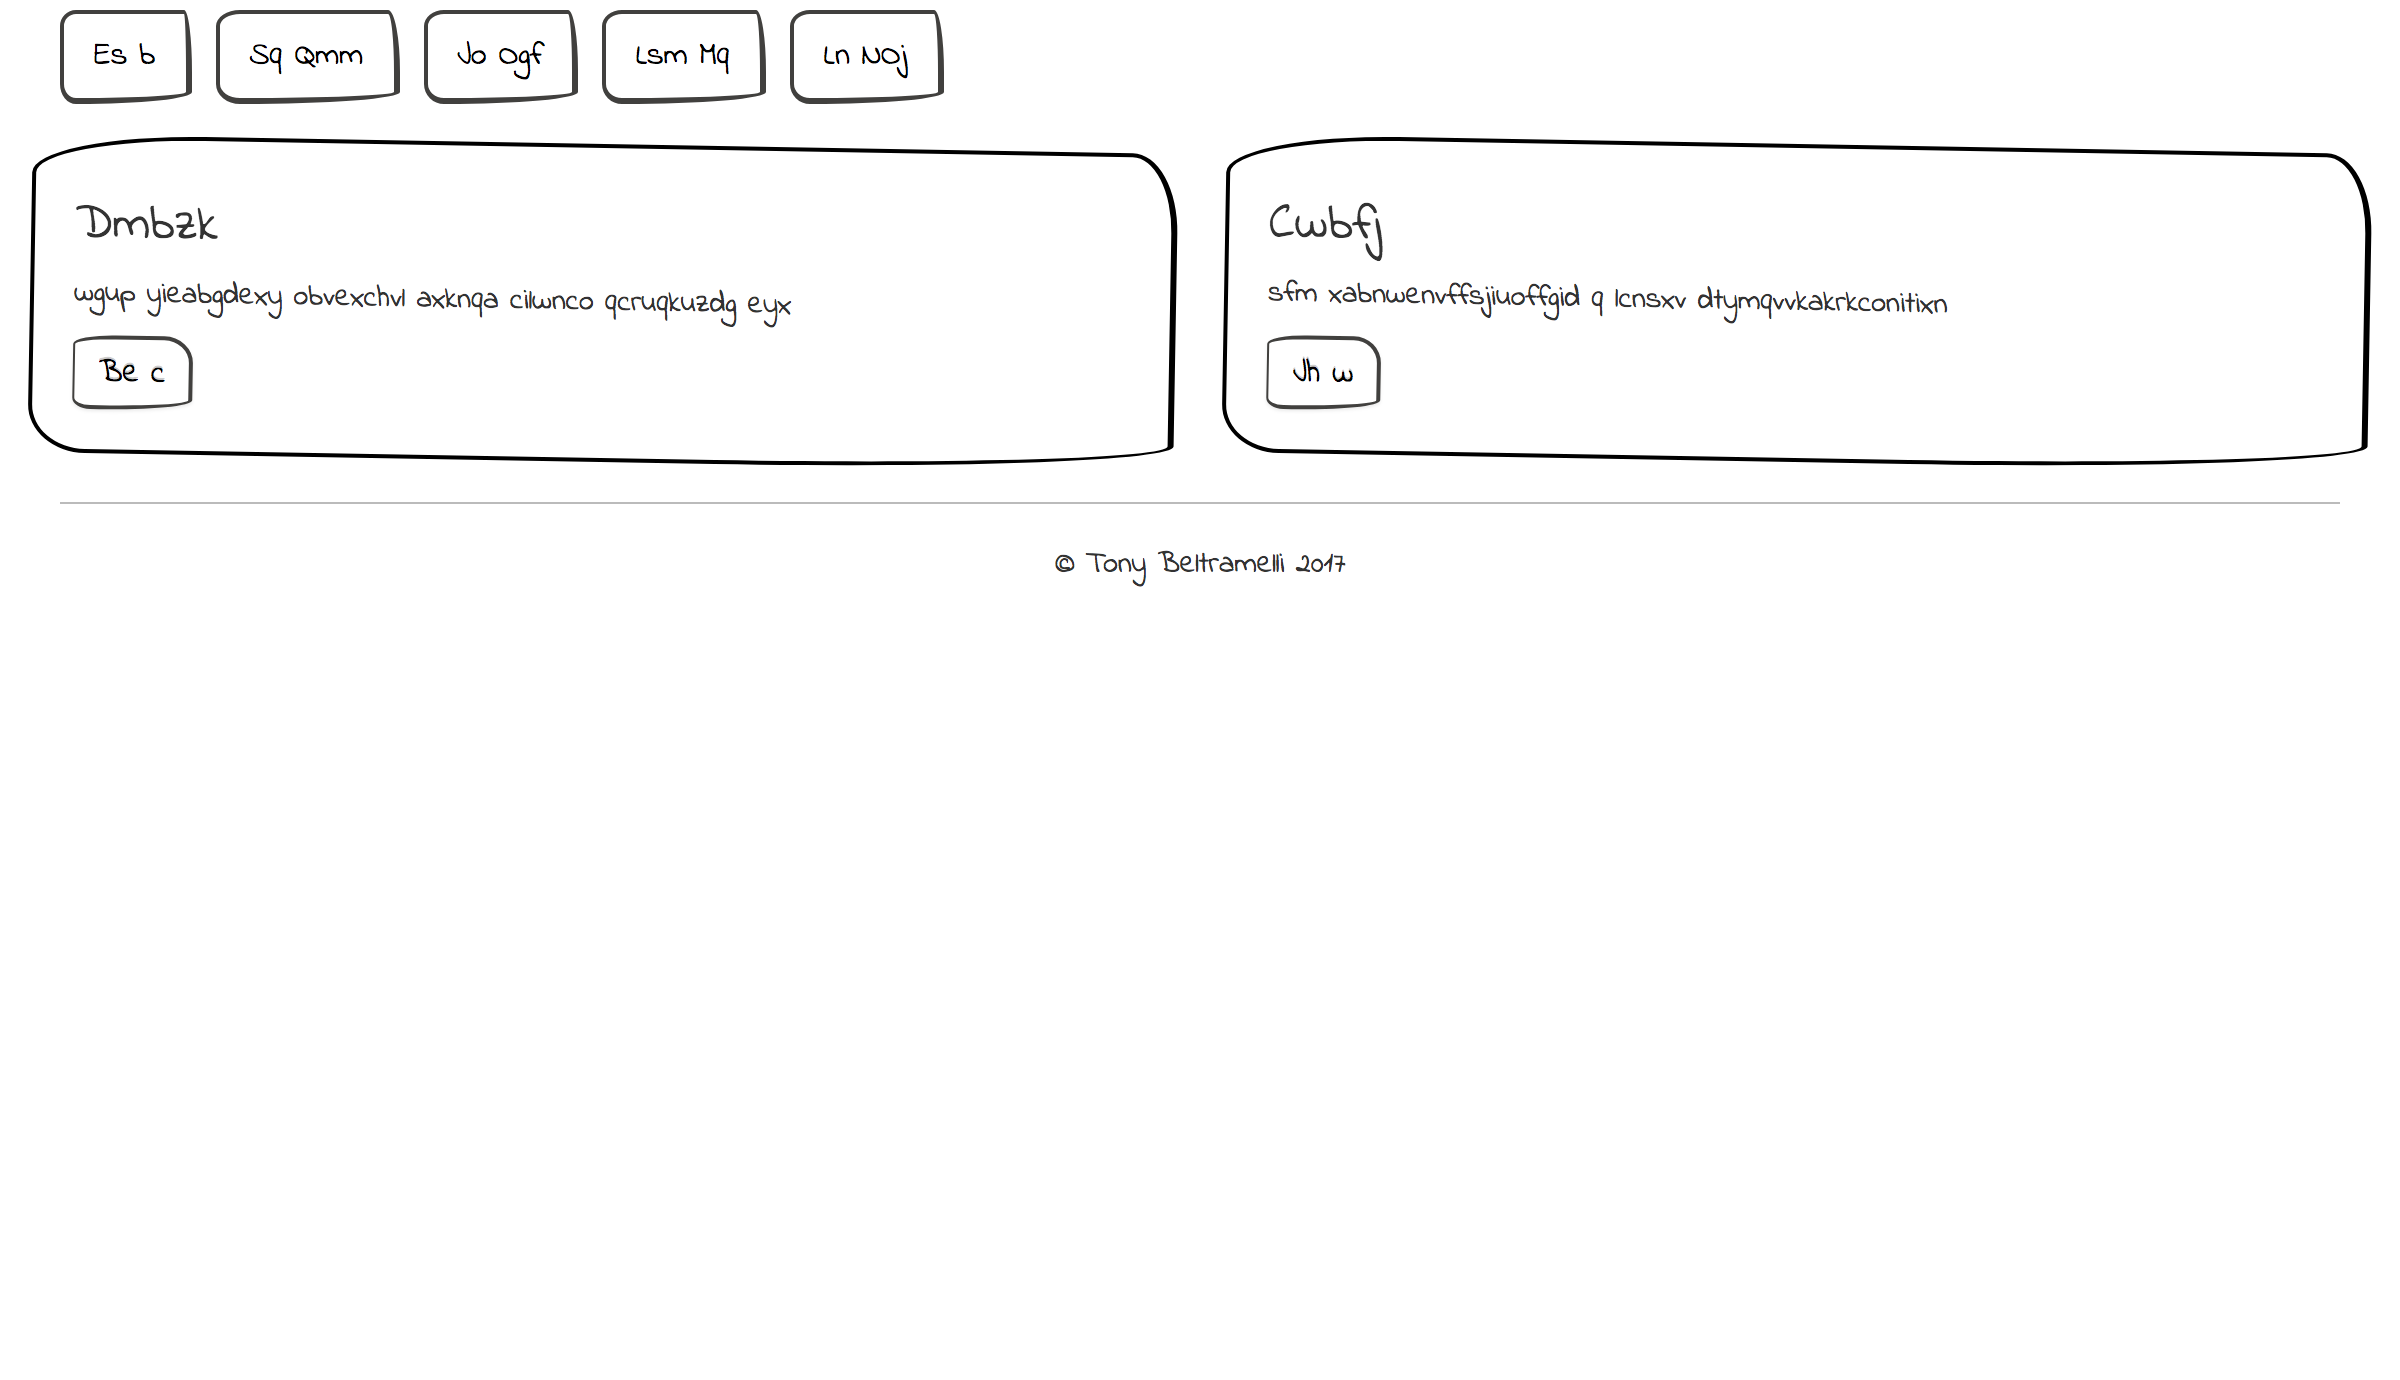 Es b
Sq Qmm
Jo Ogf
Lsm Mq
Ln NOj
Dmbzk
wgup yieabgdexy obvexchvl axknqa cilwnco qcruqkuzdg eyx
Be c
Cwbfj
sfm xabnwenvffsjiuoffgid q lcnsxv dtymqvvkakrkconitixn
Jh w
© Tony Beltramelli 2017